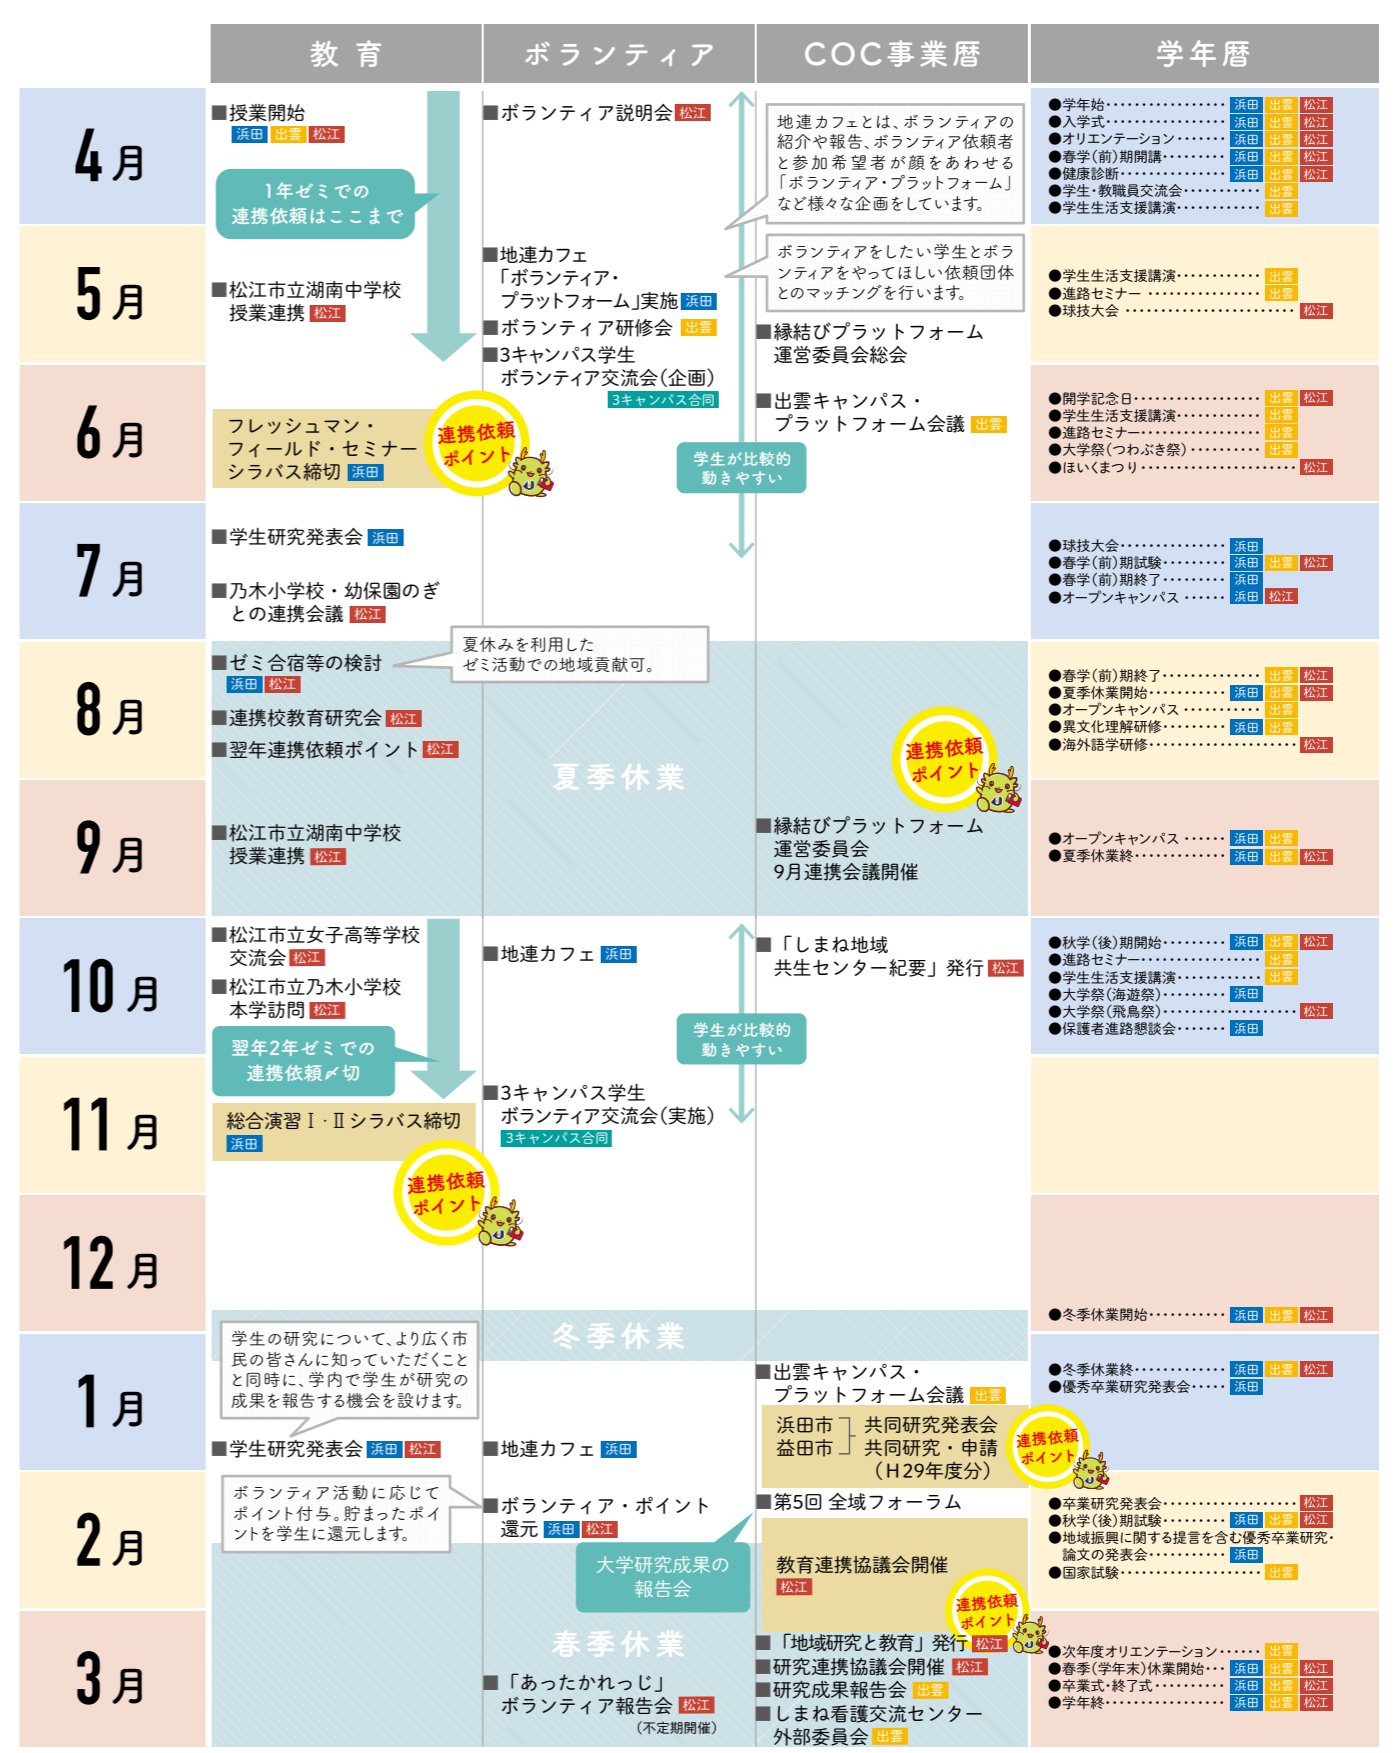 教 育
ボランティア
COC事業暦
学年暦
4月
■授業開始
浜田 出雲 松江
1年ゼミでの
連携依頼はここまで
■ボランティア説明会 松江
地連カフェとは、ボランティアの
紹介や報告、ボランティア依頼者
と参加希望者が顔をあわせる
「ボランティア・プラットフォーム」
など様々な企画をしています。
●学年始・・・・・・・・・・・・・・・・・ 浜田 出雲 松江
●入学式・・・・・・・・・・・・・・・・・ 浜田 出雲 松江
●オリエンテーション・・・・・・・ 浜田 出雲 松江
●春学(前)期開講・・・・・・・・・ 浜田 出雲 松江
●健康診断・・・・・・・・・・・・・・・ 浜田 出雲 松江
●学生・教職員交流会・・・・・・・・・・・ 出雲
●学生生活支援講演・・・・・・・・・・・・ 出雲
5月
■松江市立湖南中学校
授業連携 松江
■地連カフェ
「ボランティア・
プラットフォーム」実施 浜田
■ボランティア研修会 出雲
■3キャンパス学生
ボランティア交流会(企画)
3キャンパス合同
ボランティアをしたい学生とボラ
ンティアをやってほしい依頼団体
とのマッチングを行います。
■縁結びプラットフォーム
運営委員会総会
●学生生活支援講演・・・・・・・・・・・・ 出雲
●進路セミナー ・・・・・・・・・・・・・・・・ 出雲
●球技大会 ・・・・・・・・・・・・・・・・・・・・・・・・ 松江
6月
フレッシュマン・
フィールド・セミナー
シラバス締切 浜田
連携依頼
ポイント
学生が比較的
動きやすい
■出雲キャンパス・
プラットフォーム会議 出雲
●開学記念日・・・・・・・・・・・・・・・・・・ 出雲 松江
●学生生活支援講演・・・・・・・・・・・・ 出雲
●進路セミナー・・・・・・・・・・・・・・・・・ 出雲
●大学祭(つわぶき祭)・・・・・・・・・・ 出雲
●ほいくまつり・・・・・・・・・・・・・・・・・・・・・・ 松江
7月
■学生研究発表会 浜田
■乃木小学校・幼保園のぎ
との連携会議 松江
●球技大会・・・・・・・・・・・・・・・ 浜田
●春学(前)期試験・・・・・・・・・ 浜田 出雲 松江
●春学(前)期終了・・・・・・・・・ 浜田
●オープンキャンパス ・・・・・・ 浜田 松江
8月
■ゼミ合宿等の検討
浜田 松江
夏休みを利用した
ゼミ活動での地域貢献可。
■連携校教育研究会 松江
■翌年連携依頼ポイント 松江
夏季休業
連携依頼
ポイント
●春学(前)期終了・・・・・・・・・・・・・・ 出雲 松江
●夏季休業開始・・・・・・・・・・・ 浜田 出雲 松江
●オープンキャンパス ・・・・・・・・・・・ 出雲
●異文化理解研修・・・・・・・・・ 浜田 出雲
●海外語学研修・・・・・・・・・・・・・・・・・・・・・ 松江
9月
■松江市立湖南中学校
授業連携 松江
■縁結びプラットフォーム
運営委員会
9月連携会議開催
●オープンキャンパス ・・・・・・ 浜田 出雲
●夏季休業終・・・・・・・・・・・・・ 浜田 出雲 松江
10月
■松江市立女子高等学校
交流会 松江
■松江市立乃木小学校
本学訪問 松江
翌年2年ゼミでの
連携依頼〆切
■地連カフェ 浜田
学生が比較的
動きやすい
■「しまね地域
共生センター紀要」発行 松江
●秋学(後)期開始・・・・・・・・・ 浜田 出雲 松江
●進路セミナー・・・・・・・・・・・・・・・・・ 出雲
●学生生活支援講演・・・・・・・・・・・・ 出雲
●大学祭(海遊祭)・・・・・・・・・ 浜田
●大学祭(飛鳥祭)・・・・・・・・・・・・・・・・・・・ 松江
●保護者進路懇談会・・・・・・・ 浜田
11月
総合演習Ⅰ・Ⅱシラバス締切
浜田
連携依頼
ポイント
■3キャンパス学生
ボランティア交流会(実施)
3キャンパス合同
12月
冬季休業
●冬季休業開始・・・・・・・・・・・ 浜田 出雲 松江
1月
学生の研究について、より広く市
民の皆さんに知っていただくこと
と同時に、学内で学生が研究の
成果を報告する機会を設けます。
■学生研究発表会 浜田 松江
■地連カフェ 浜田
■出雲キャンパス・
プラットフォーム会議 出雲
浜田市 共同研究発表会
益田市 共同研究・申請
(H29年度分)
連携依頼
ポイント
●冬季休業終・・・・・・・・・・・・・ 浜田 出雲 松江
●優秀卒業研究発表会・・・・・ 浜田
2月
ボランティア活動に応じて
ポイント付与。貯まったポイ
ントを学生に還元します。
■ボランティア・ポイント
還元 浜田 松江
大学研究成果の
報告会
■第5回 全域フォーラム
教育連携協議会開催
松江
連携依頼
ポイント
●卒業研究発表会・・・・・・・・・・・・・・・・・・・ 松江
●秋学(後)期試験・・・・・・・・・ 浜田 出雲 松江
●地域振興に関する提言を含む優秀卒業研究・
論文の発表会・・・・・・・・・・・ 浜田
●国家試験・・・・・・・・・・・・・・・・・・・・ 出雲
3月
春季休業
■「あったかれっじ」
ボランティア報告会 松江
(不定期開催)
■「地域研究と教育」発行 松江
■研究連携協議会開催 松江
■研究成果報告会 出雲
■しまね看護交流センター
外部委員会 出雲
●次年度オリエンテーション・・・・・・ 出雲
●春季(学年末)休業開始・・・ 浜田 出雲 松江
●卒業式・終了式・・・・・・・・・・ 浜田 出雲 松江
●学年終・・・・・・・・・・・・・・・・・ 浜田 出雲 松江